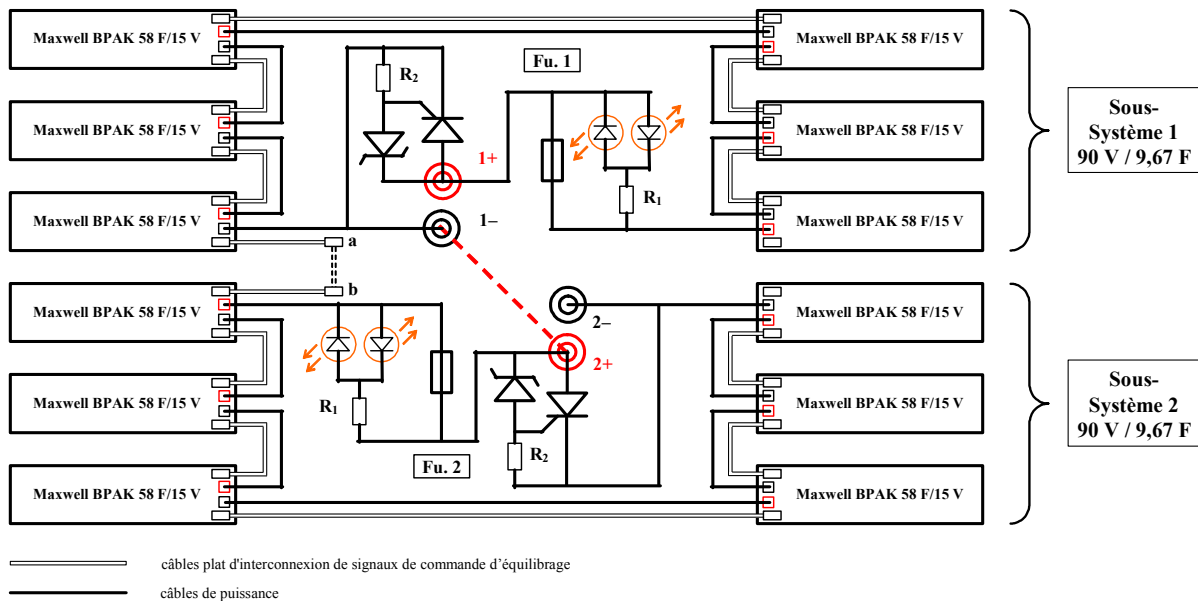 Maxwell BPAK 58 F/15 V
Maxwell BPAK 58 F/15 V
Fu. 1
R2
Maxwell BPAK 58 F/15 V
Maxwell BPAK 58 F/15 V
1+
R1
Maxwell BPAK 58 F/15 V
Maxwell BPAK 58 F/15 V
1–
a
Sous-
Système 1
90 V / 9,67 F
b
Maxwell BPAK 58 F/15 V
Maxwell BPAK 58 F/15 V
2–
2+
Maxwell BPAK 58 F/15 V
Maxwell BPAK 58 F/15 V
R1
R2
Fu. 2
Maxwell BPAK 58 F/15 V
Maxwell BPAK 58 F/15 V
Sous-
Système 2
90 V / 9,67 F
câbles plat d'interconnexion de signaux de commande d’équilibrage
câbles de puissance